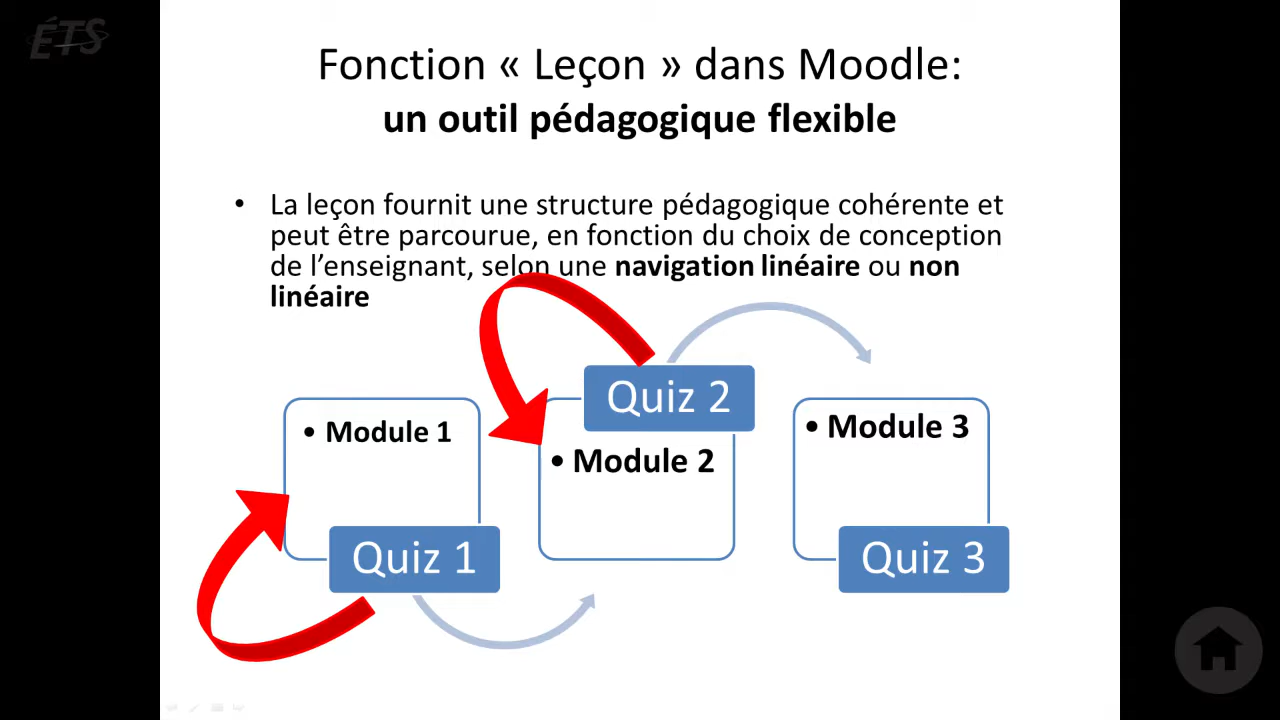 ÉTS
Fonction « Leçon » dans Moodle:
un outil pédagogique flexible
• La leçon fournit une structure pédagogique cohérente et
peut être parcourue, en fonction du choix de conception
de l’enseignant, selon une navigation linéaire ou non
linéaire
• Module 1
Quiz 1
Quiz 2
• Module 2
• Module 3
Quiz 3